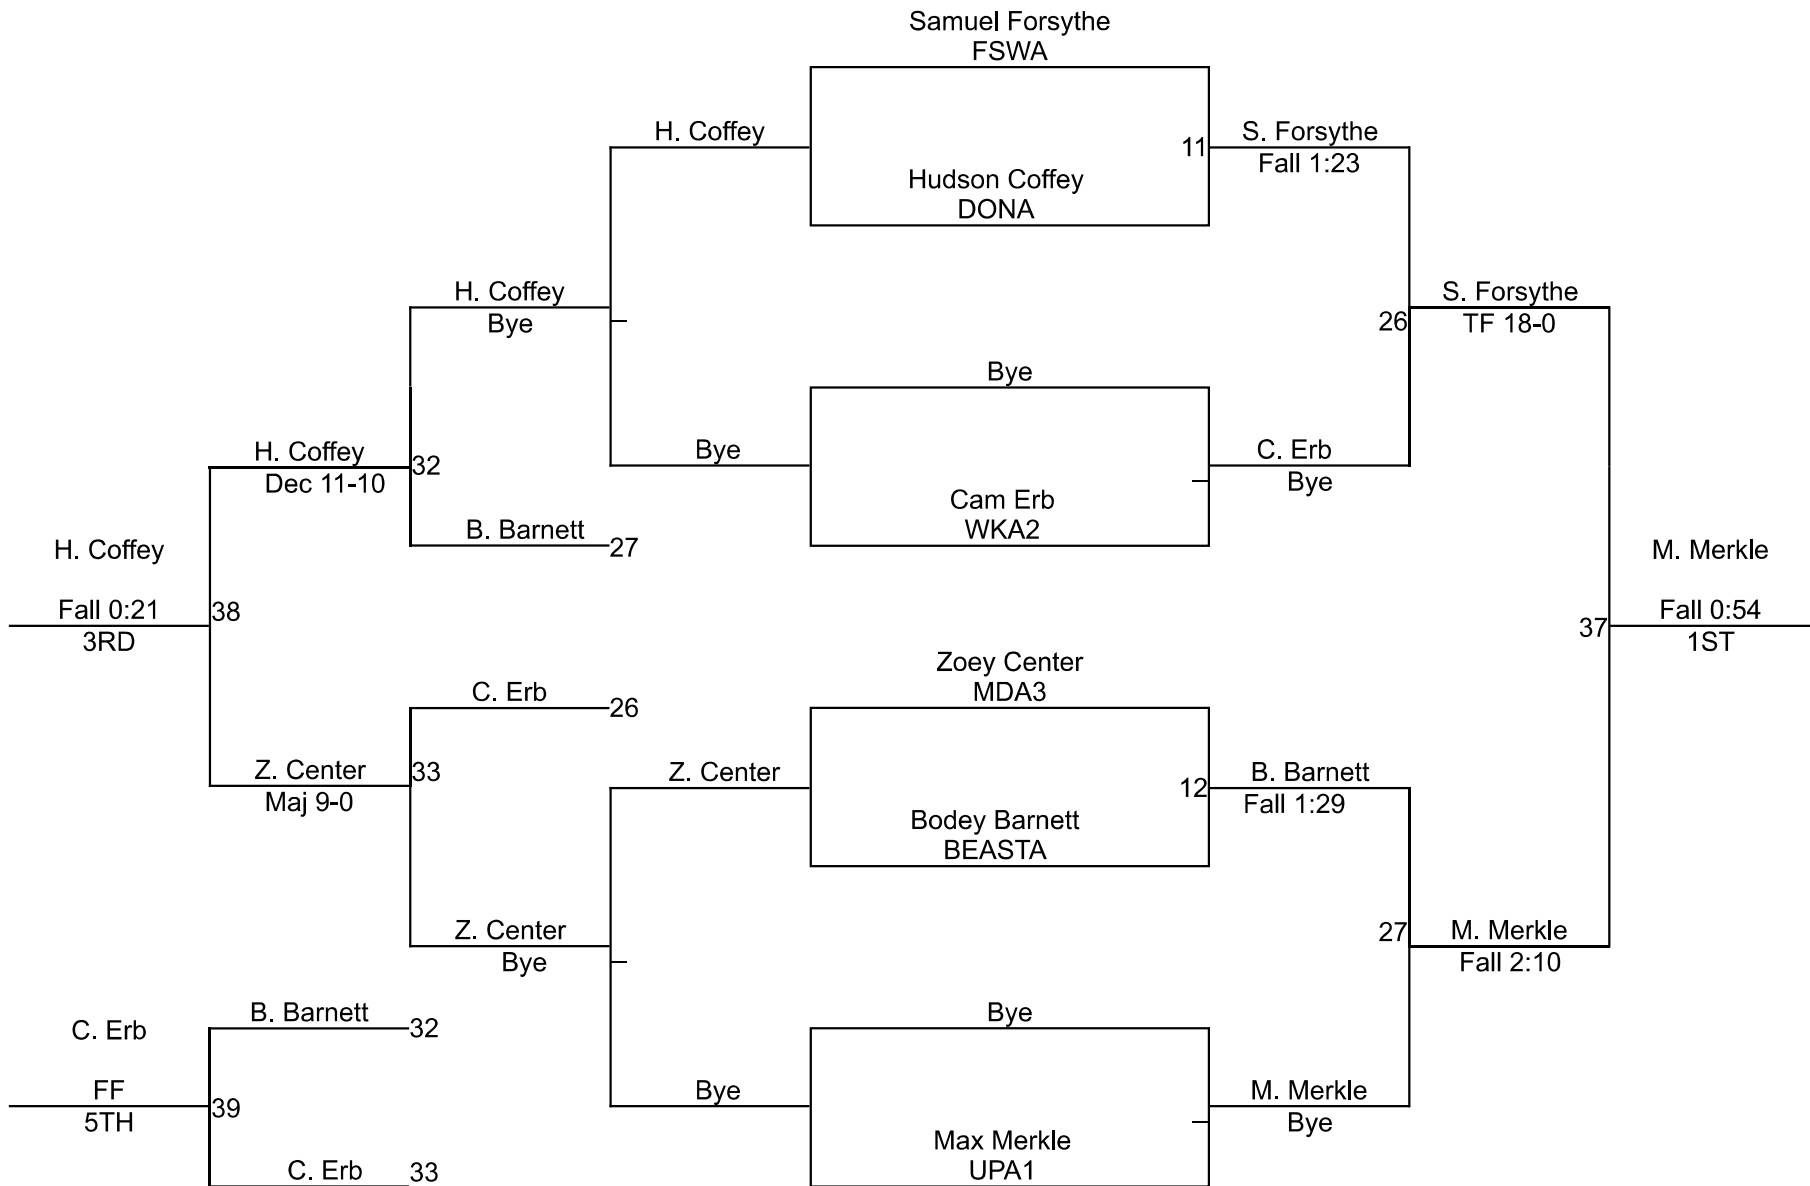 Samuel Forsythe
FSWA
H. Coffey
11
S. Forsythe
Fall 1:23
Hudson Coffey
DONA
H. Coffey
Bye
S. Forsythe
TF 18-0
26
Bye
H. Coffey
Dec 11-10
32
Bye
C. Erb
Bye
Cam Erb
WKA2
B. Barnett
27
H. Coffey
Fall 0:21
3RD
38
M. Merkle
Fall 0:54
1ST
37
Zoey Center
MDA3
C. Erb
26
Z. Center
Maj 9-0
33
Z. Center
12
B. Barnett
Fall 1:29
Bodey Barnett
BEASTA
Z. Center
Bye
27
M. Merkle
Fall 2:10
B. Barnett
32
Bye
C. Erb
FF
5TH
39
Bye
M. Merkle
Bye
Max Merkle
UPA1
C. Erb
33